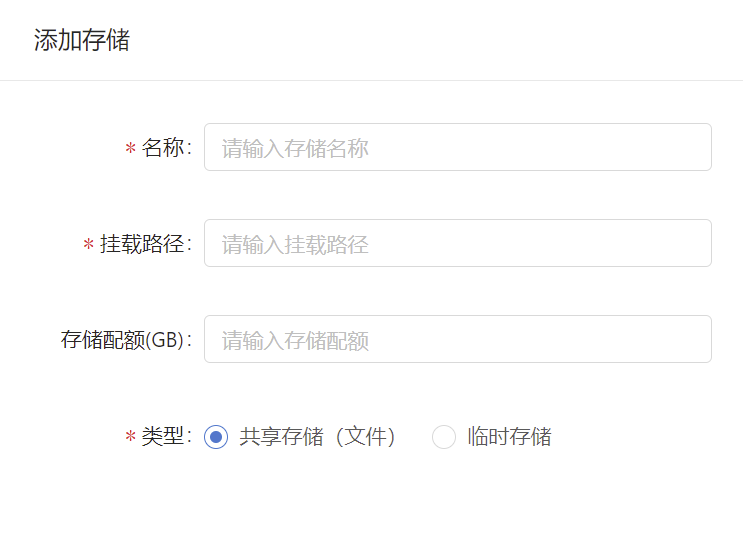 添加存储
* 名称: 请输入存储名称
* 挂载路径: 请输入挂载路径
存储配额(GB): 请输入存储配额
* 类型: 共享存储（文件） 临时存储